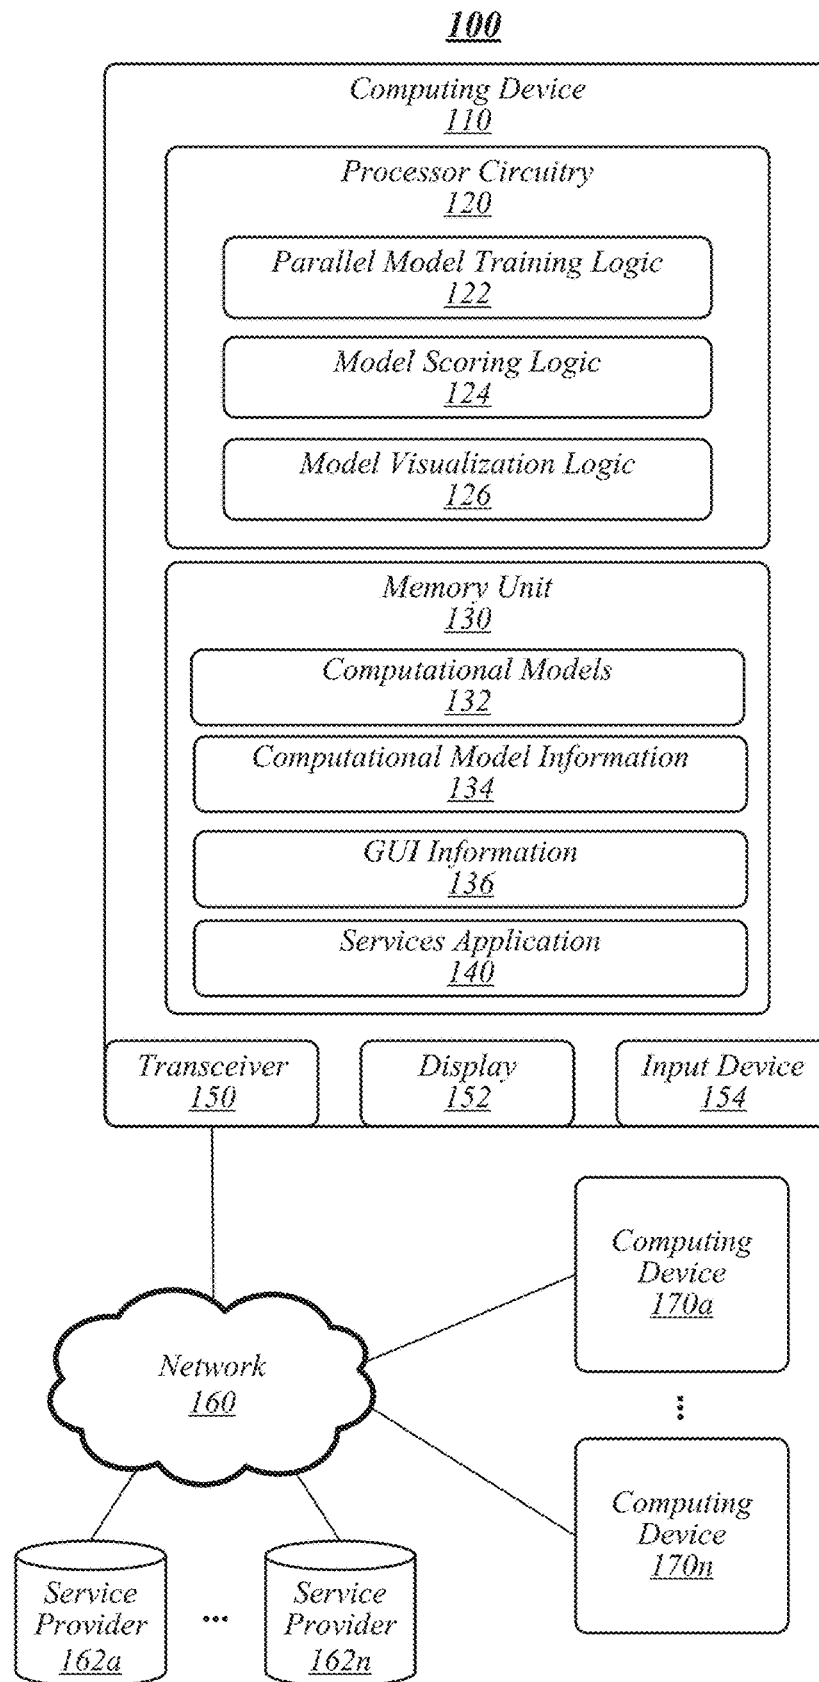 100
Computing Device
110
Processor Circuitry
120
Parallel Model Training Logic
122
Model Scoring Logic
124
Model Visualization Logic
126
Memory Unit
130
Computational Models
132
Computational Model Information
134
GUI Information
136
Services Application
140
Transceiver
150
Display
152
Input Device
154
Computing
Device
170a
Network
160
...
Computing
Device
170n
Service
Provider
162a
...
Service
Provider
162n